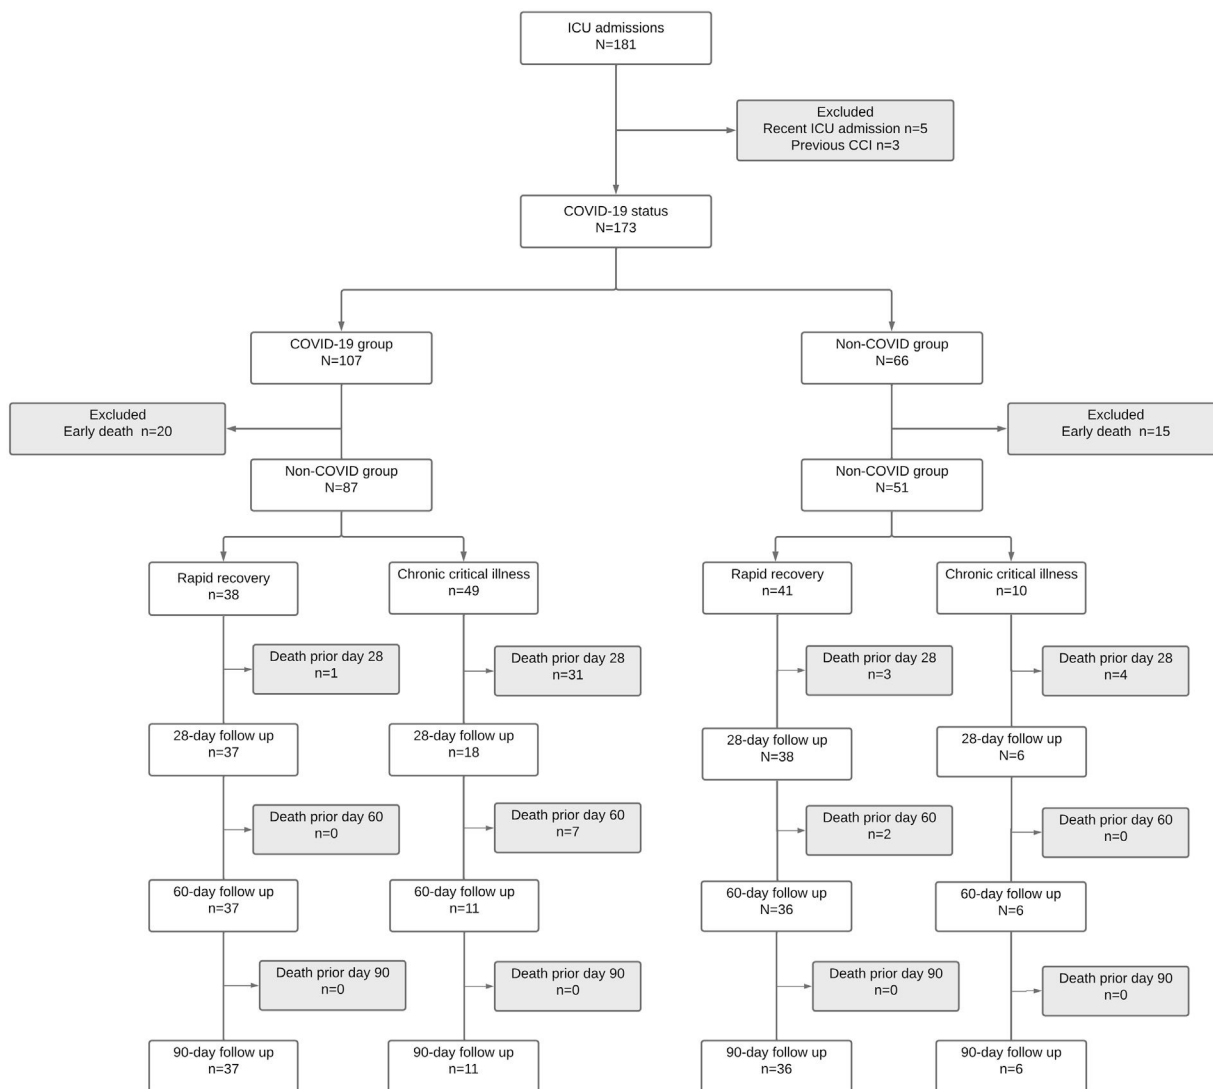 ICU admissions
N=181
Excluded
Recent ICU admission n=5
Previous CCI n=3
COVID-19 status
N=173
COVID-19 group
N=107
Non-COVID group
N=66
Excluded
Early death n=20
Excluded
Early death n=15
Non-COVID group
N=87
Non-COVID group
N=51
Rapid recovery
n=38
Chronic critical illness
n=49
Rapid recovery
n=41
Chronic critical illness
n=10
Death prior day 28
n=1
Death prior day 28
n=31
Death prior day 28
n=3
Death prior day 28
n=4
28-day follow up
n=37
28-day follow up
n=18
28-day follow up
N=38
28-day follow up
N=6
Death prior day 60
n=0
Death prior day 60
n=7
Death prior day 60
n=2
Death prior day 60
n=0
60-day follow up
n=37
60-day follow up
n=11
60-day follow up
N=36
60-day follow up
N=6
Death prior day 90
n=0
Death prior day 90
n=0
Death prior day 90
n=0
Death prior day 90
n=0
90-day follow up
n=37
90-day follow up
n=11
90-day follow up
n=36
90-day follow up
n=6